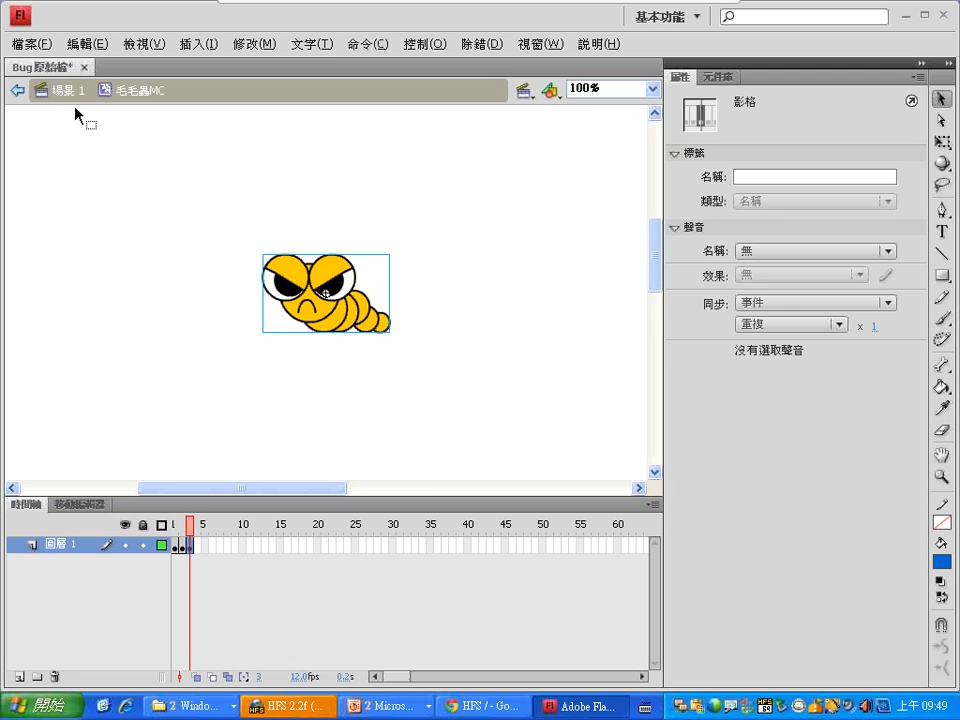 Fl 基本功能
檔案(F) 編輯(E) 檢視(V) 插入(I) 修改(M) 文字(T) 命令(C) 控制(O) 除錯(D) 視窗(W) 說明(H)
Bug原始檔*
場景 1 毛毛蟲MC 100%
屬性 元件庫
影格
標籤
名稱:
類型: 名稱
聲音
名稱: 無
效果: 無
同步: 事件
重複 x 1
沒有選取聲音
時間軸 移動編輯器
1 5 10 15 20 25 30 35 40 45 50 55 60
圖層 1
3 12.0fps 0.2s
開始 2 Windo... HFS 2.2f (... 2 Micros... HFS / - Go... Adobe Fla... 上午 09:49